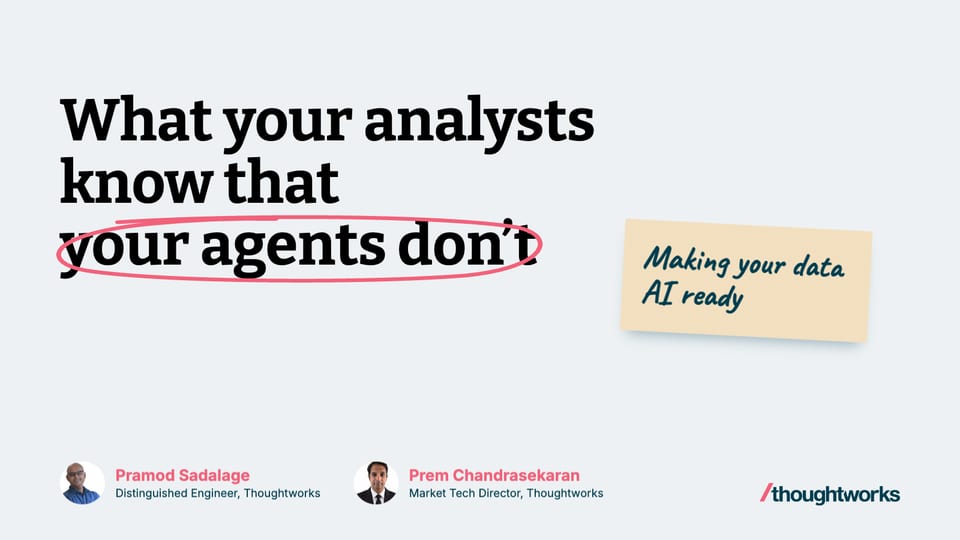 What your analysts
know that
your agents don’t
Making your data
AI ready
Pramod Sadalage
Distinguished Engineer, Thoughtworks
Prem Chandrasekaran
Market Tech Director, Thoughtworks
/thoughtworks